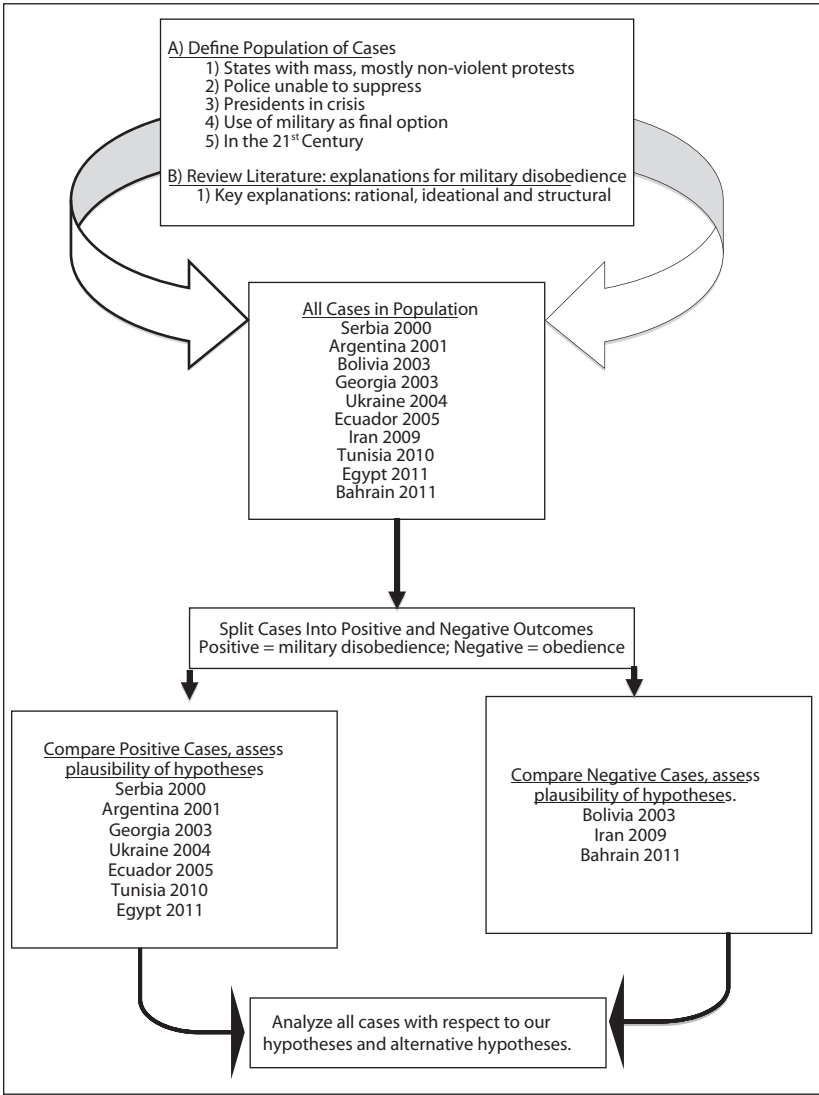 A) Define Population of Cases
1) States with mass, mostly non-violent protests
2) Police unable to suppress
3) Presidents in crisis
4) Use of military as final option
5) In the 21st Century
B) Review Literature: explanations for military disobedience
1) Key explanations: rational, ideational and structural
All Cases in Population
Serbia 2000
Argentina 2001
Bolivia 2003
Georgia 2003
Ukraine 2004
Ecuador 2005
Iran 2009
Tunisia 2010
Egypt 2011
Bahrain 2011
Split Cases Into Positive and Negative Outcomes
Positive = military disobedience; Negative = obedience
Compare Positive Cases, assess
plausibility of hypotheses
Serbia 2000
Argentina 2001
Georgia 2003
Ukraine 2004
Ecuador 2005
Tunisia 2010
Egypt 2011
Compare Negative Cases, assess
plausibility of hypotheses.
Bolivia 2003
Iran 2009
Bahrain 2011
Analyze all cases with respect to our
hypotheses and alternative hypotheses.